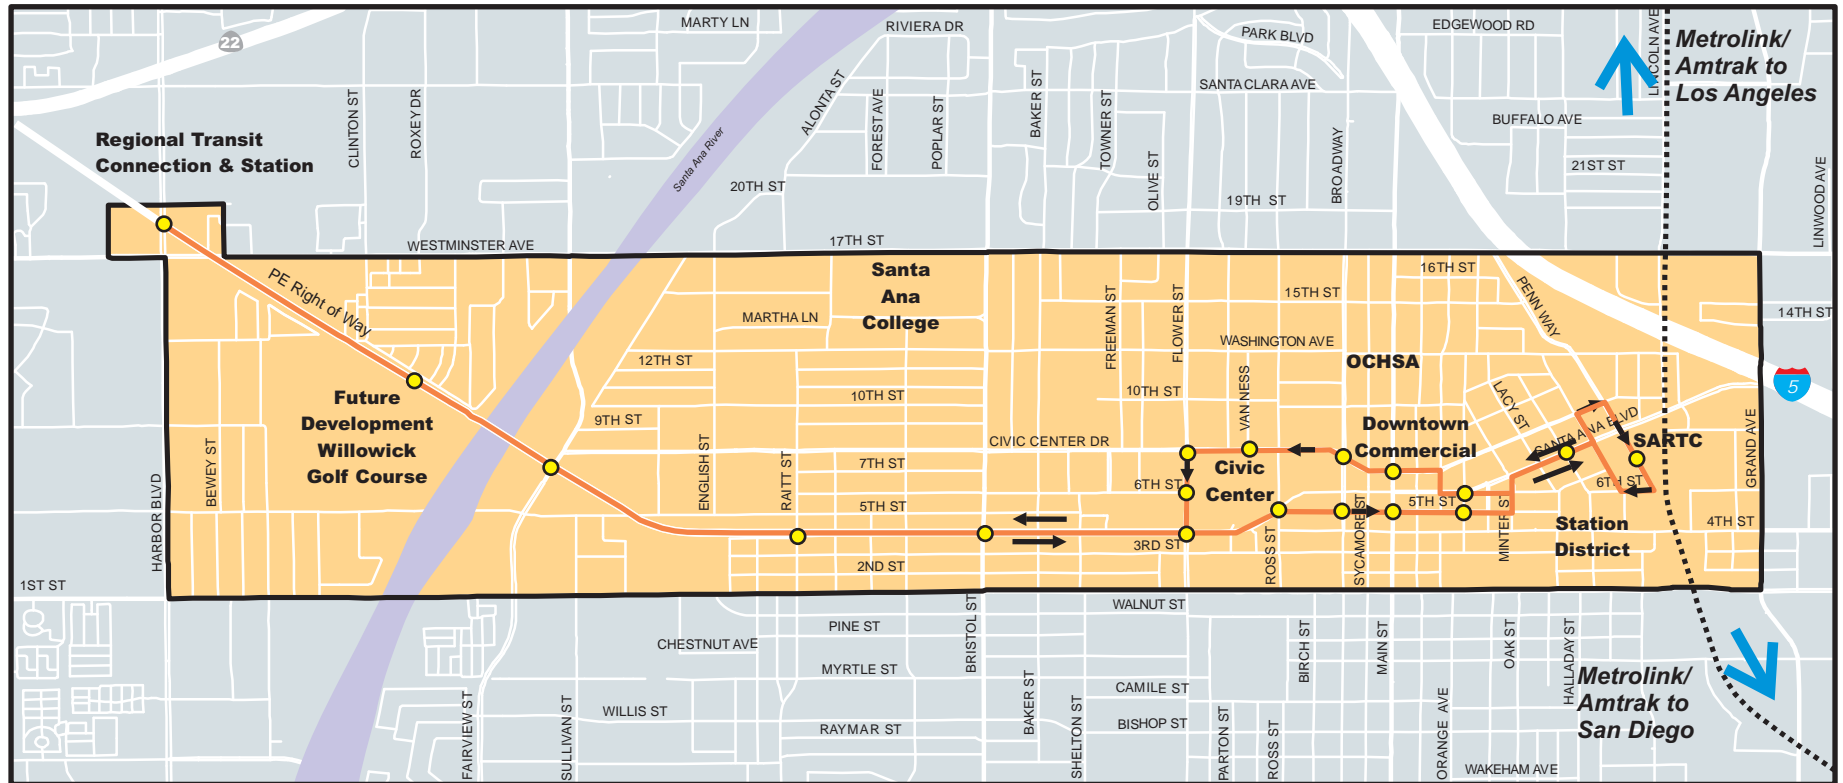 MARTY LN
RIVIERA DR
PARK BLVD
EDGEWOOD RD
LINCOLN AVE
Metrolink/
Amtrak to
Los Angeles
22
SANTA CLARA AVE
BUFFALO AVE
21ST ST
CLINTON ST
ROXEY DR
ALONTA ST
FOREST AVE
POPLAR ST
BAKER ST
TOWNER ST
OLIVE ST
BROADWAY
LINWOOD AVE
Regional Transit
Connection & Station
Santa Ana River
20TH ST
19TH ST
WESTMINSTER AVE
17TH ST
PE Right of Way
Santa
Ana
College
16TH ST
15TH ST
PENN WAY
14TH ST
MARTHA LN
FREEMAN ST
FLOWER ST
WASHINGTON AVE
OCHSA
12TH ST
10TH ST
10TH ST
VAN NESS
LACY ST
5
Future
Development
Willowick
Golf Course
9TH ST
CIVIC CENTER DR
Downtown
Commercial
SANTA ANA BLVD
SARTC
GRAND AVE
HARBOR BLVD
BEWEY ST
ENGLISH ST
RAITT ST
7TH ST
5TH ST
6TH ST
Civic
Center
SYCAMORE ST
5TH ST
MINTER ST
6TH ST
Station
District
4TH ST
3RD ST
ROSS ST
2ND ST
1ST ST
WALNUT ST
PINE ST
CHESTNUT AVE
MYRTLE ST
BRISTOL ST
BIRCH ST
MAIN ST
OAK ST
HALLADAY ST
Metrolink/
Amtrak to
San Diego
CAMILE ST
BISHOP ST
WILLIS ST
RAYMAR ST
FAIRVIEW ST
SULLIVAN ST
BAKER ST
SHELTON ST
PARTON ST
ROSS ST
ORANGE AVE
WAKEHAM AVE